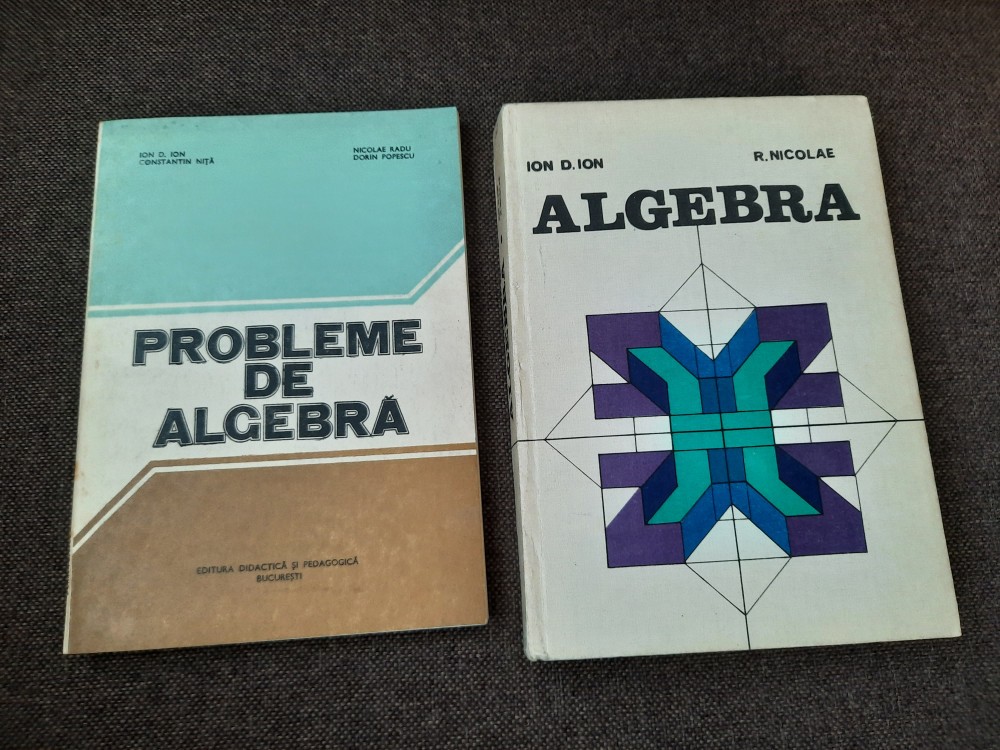 ION D. ION
CONSTANTIN NIȚĂ
NICOLAE RADU
DORIN POPESCU
PROBLEME
DE
ALGEBRĂ
EDITURA DIDACTICĂ ȘI PEDAGOGICĂ
BUCUREȘTI
ION D. ION
R. NICOLAE
ALGEBRA